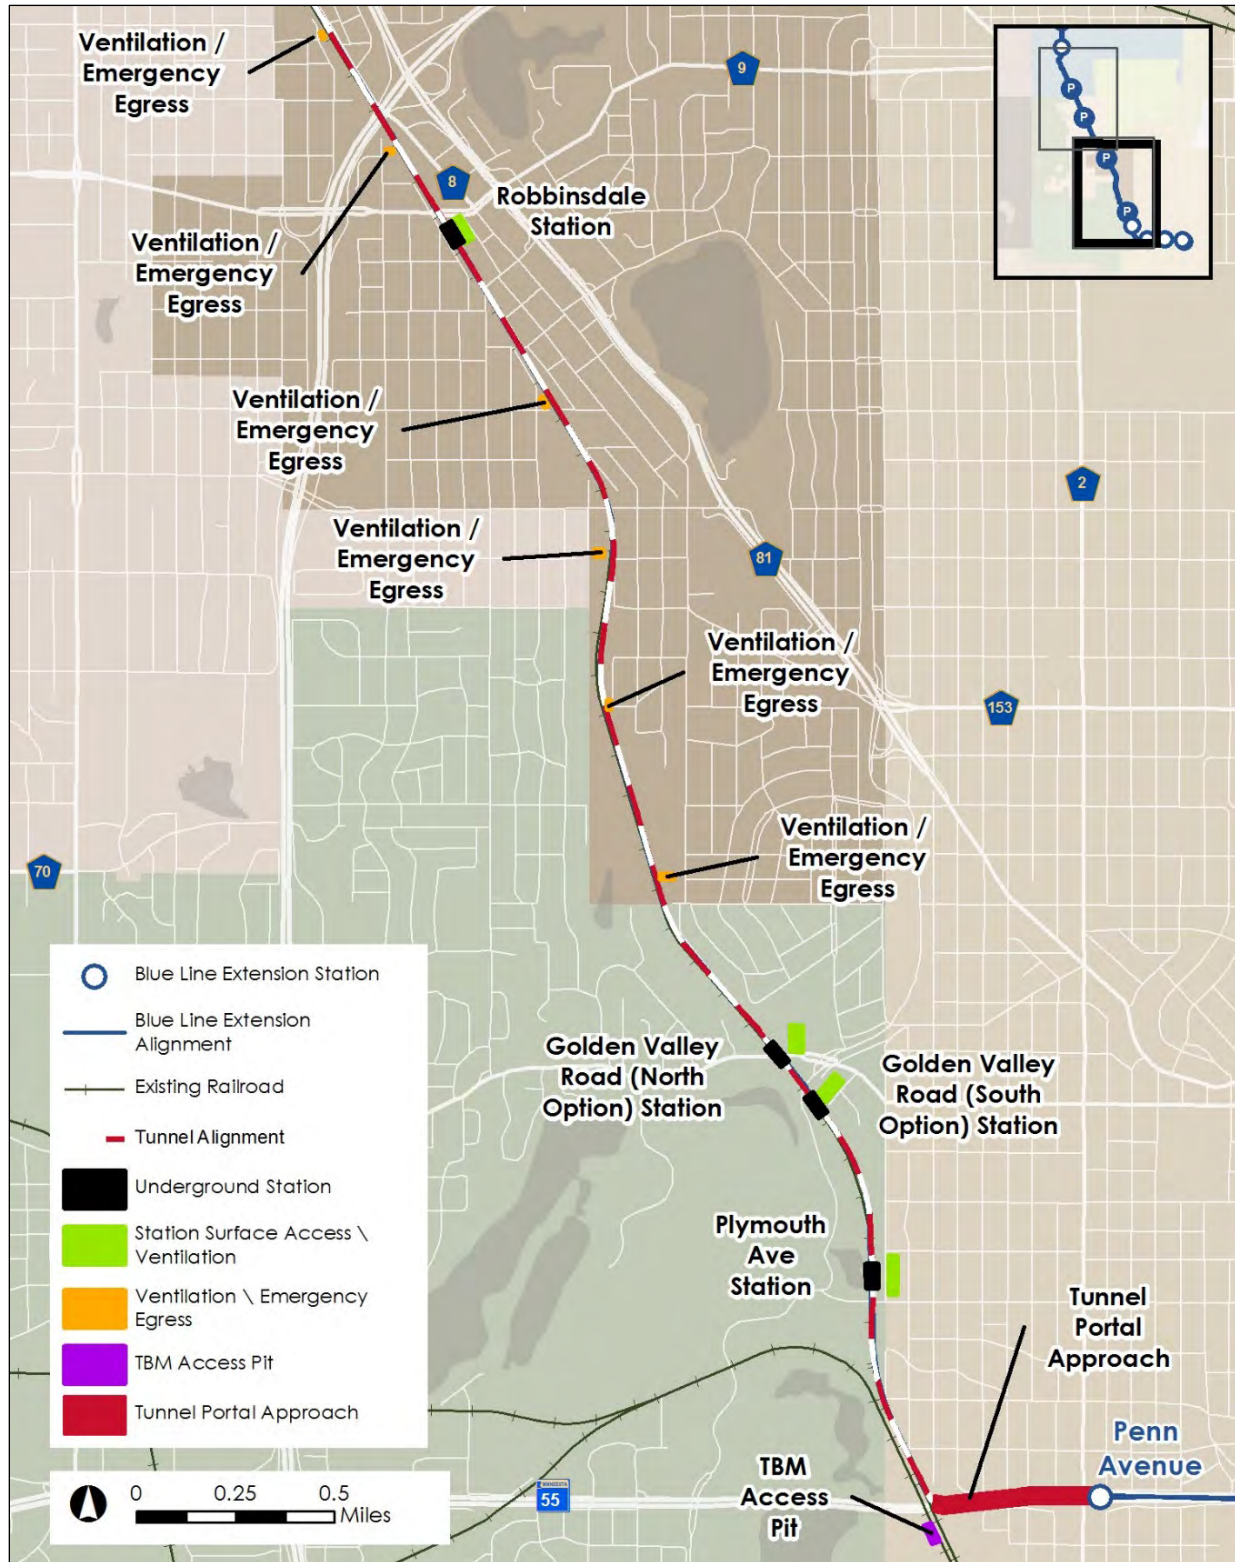 Ventilation /
Emergency
Egress
9
P
P
P
P
8
Robbinsdale
Station
Ventilation /
Emergency
Egress
Ventilation /
Emergency
Egress
2
Ventilation /
Emergency
Egress
81
Ventilation /
Emergency
Egress
153
Ventilation /
Emergency
Egress
70
Blue Line Extension Station
Blue Line Extension
Alignment
Existing Railroad
Tunnel Alignment
Underground Station
Station Surface Access \
Ventilation
Ventilation \ Emergency
Egress
TBM Access Pit
Tunnel Portal Approach
Golden Valley
Road (North
Option) Station
Golden Valley
Road (South
Option) Station
Plymouth
Ave
Station
Tunnel
Portal
Approach
Penn
Avenue
TBM
Access
Pit
MINNESOTA
55
0 0.25 0.5
Miles